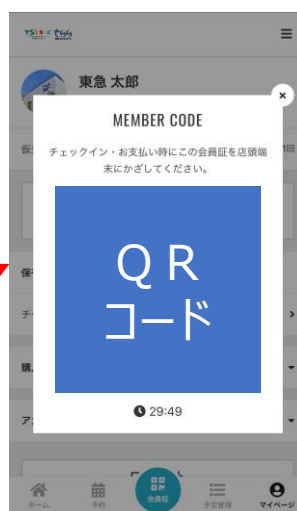 東急 太郎
MEMBER CODE
チェックイン・お支払い時にこの会員証を店頭端
末にかざしてください。
QR
コード
29:49
ホーム
予約
会員証
予定管理
マイページ